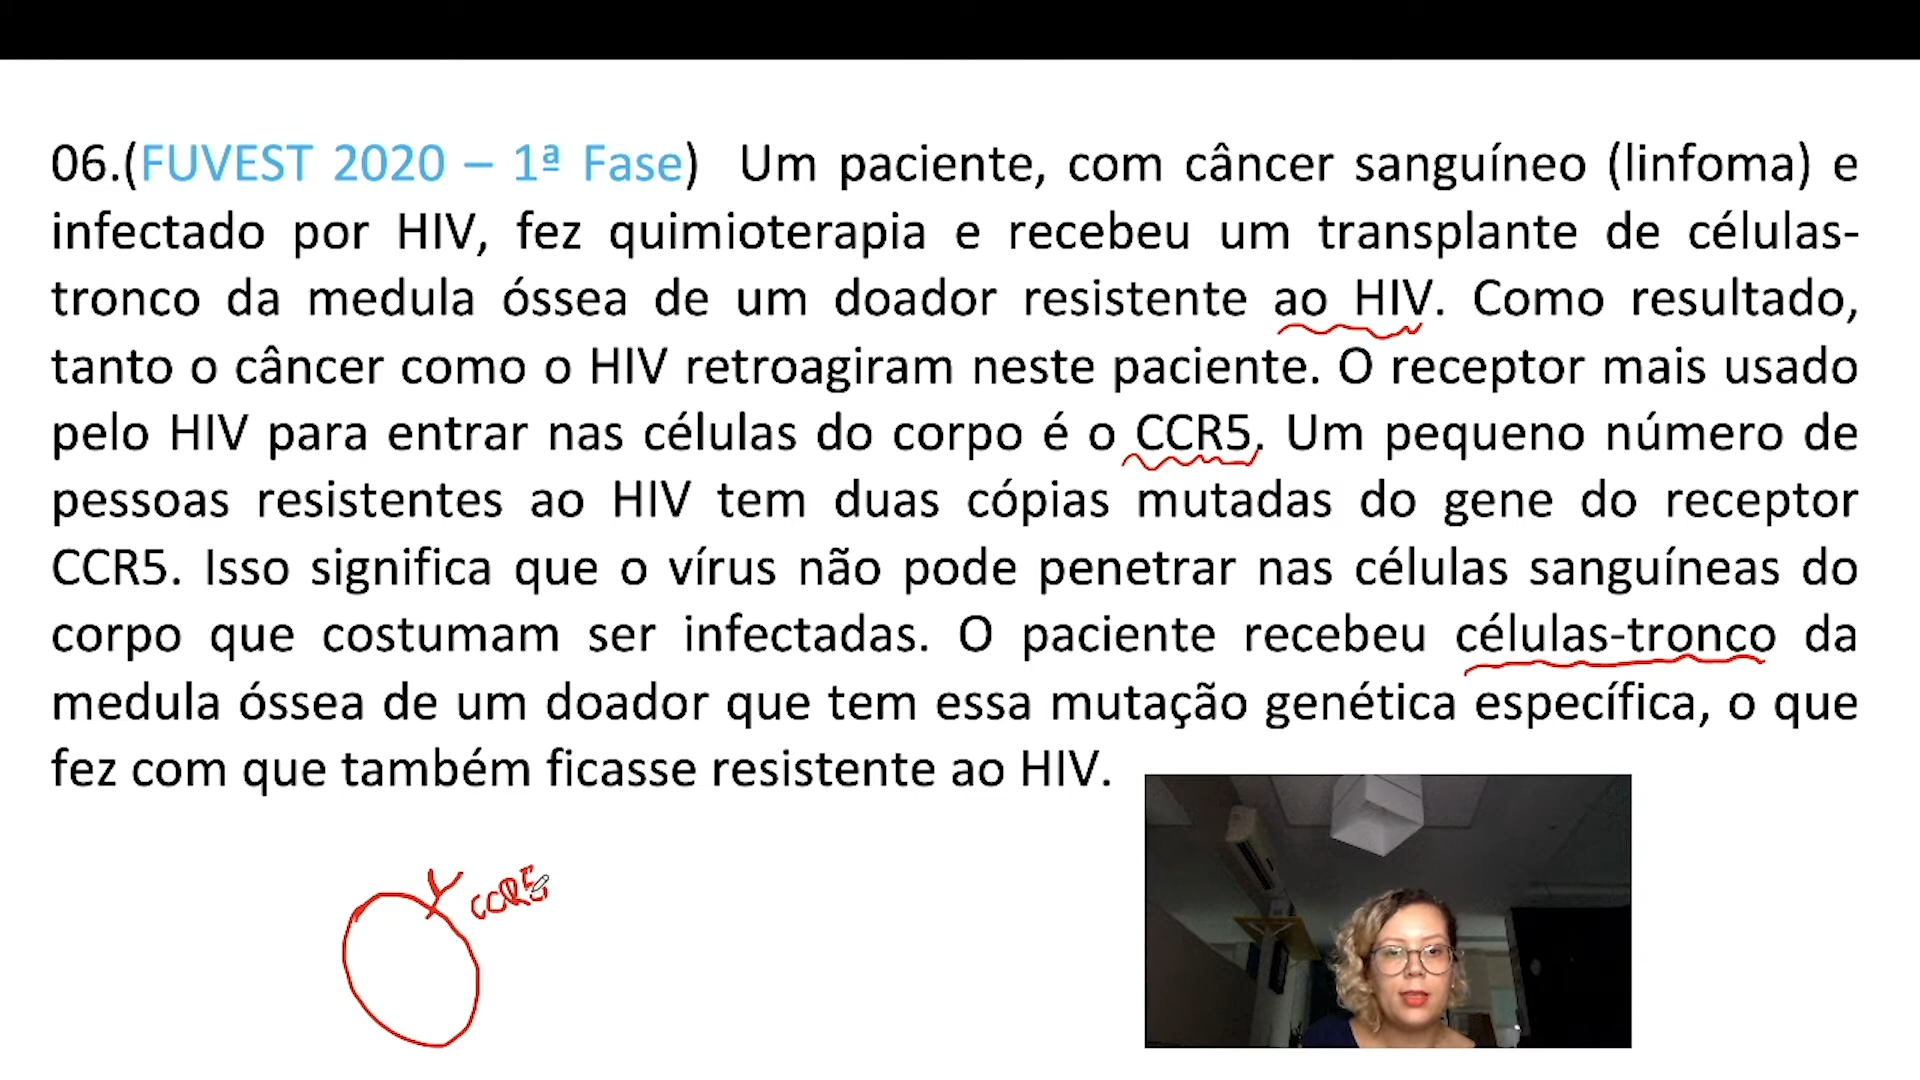 06.(FUVEST 2020 – 1ª Fase) Um paciente, com câncer sanguíneo (linfoma) e
infectado por HIV, fez quimioterapia e recebeu um transplante de células-
tronco da medula óssea de um doador resistente ao HIV. Como resultado,
tanto o câncer como o HIV retroagiram neste paciente. O receptor mais usado
pelo HIV para entrar nas células do corpo é o CCR5. Um pequeno número de
pessoas resistentes ao HIV tem duas cópias mutadas do gene do receptor
CCR5. Isso significa que o vírus não pode penetrar nas células sanguíneas do
corpo que costumam ser infectadas. O paciente recebeu células-tronco da
medula óssea de um doador que tem essa mutação genética específica, o que
fez com que também ficasse resistente ao HIV.
CCR5